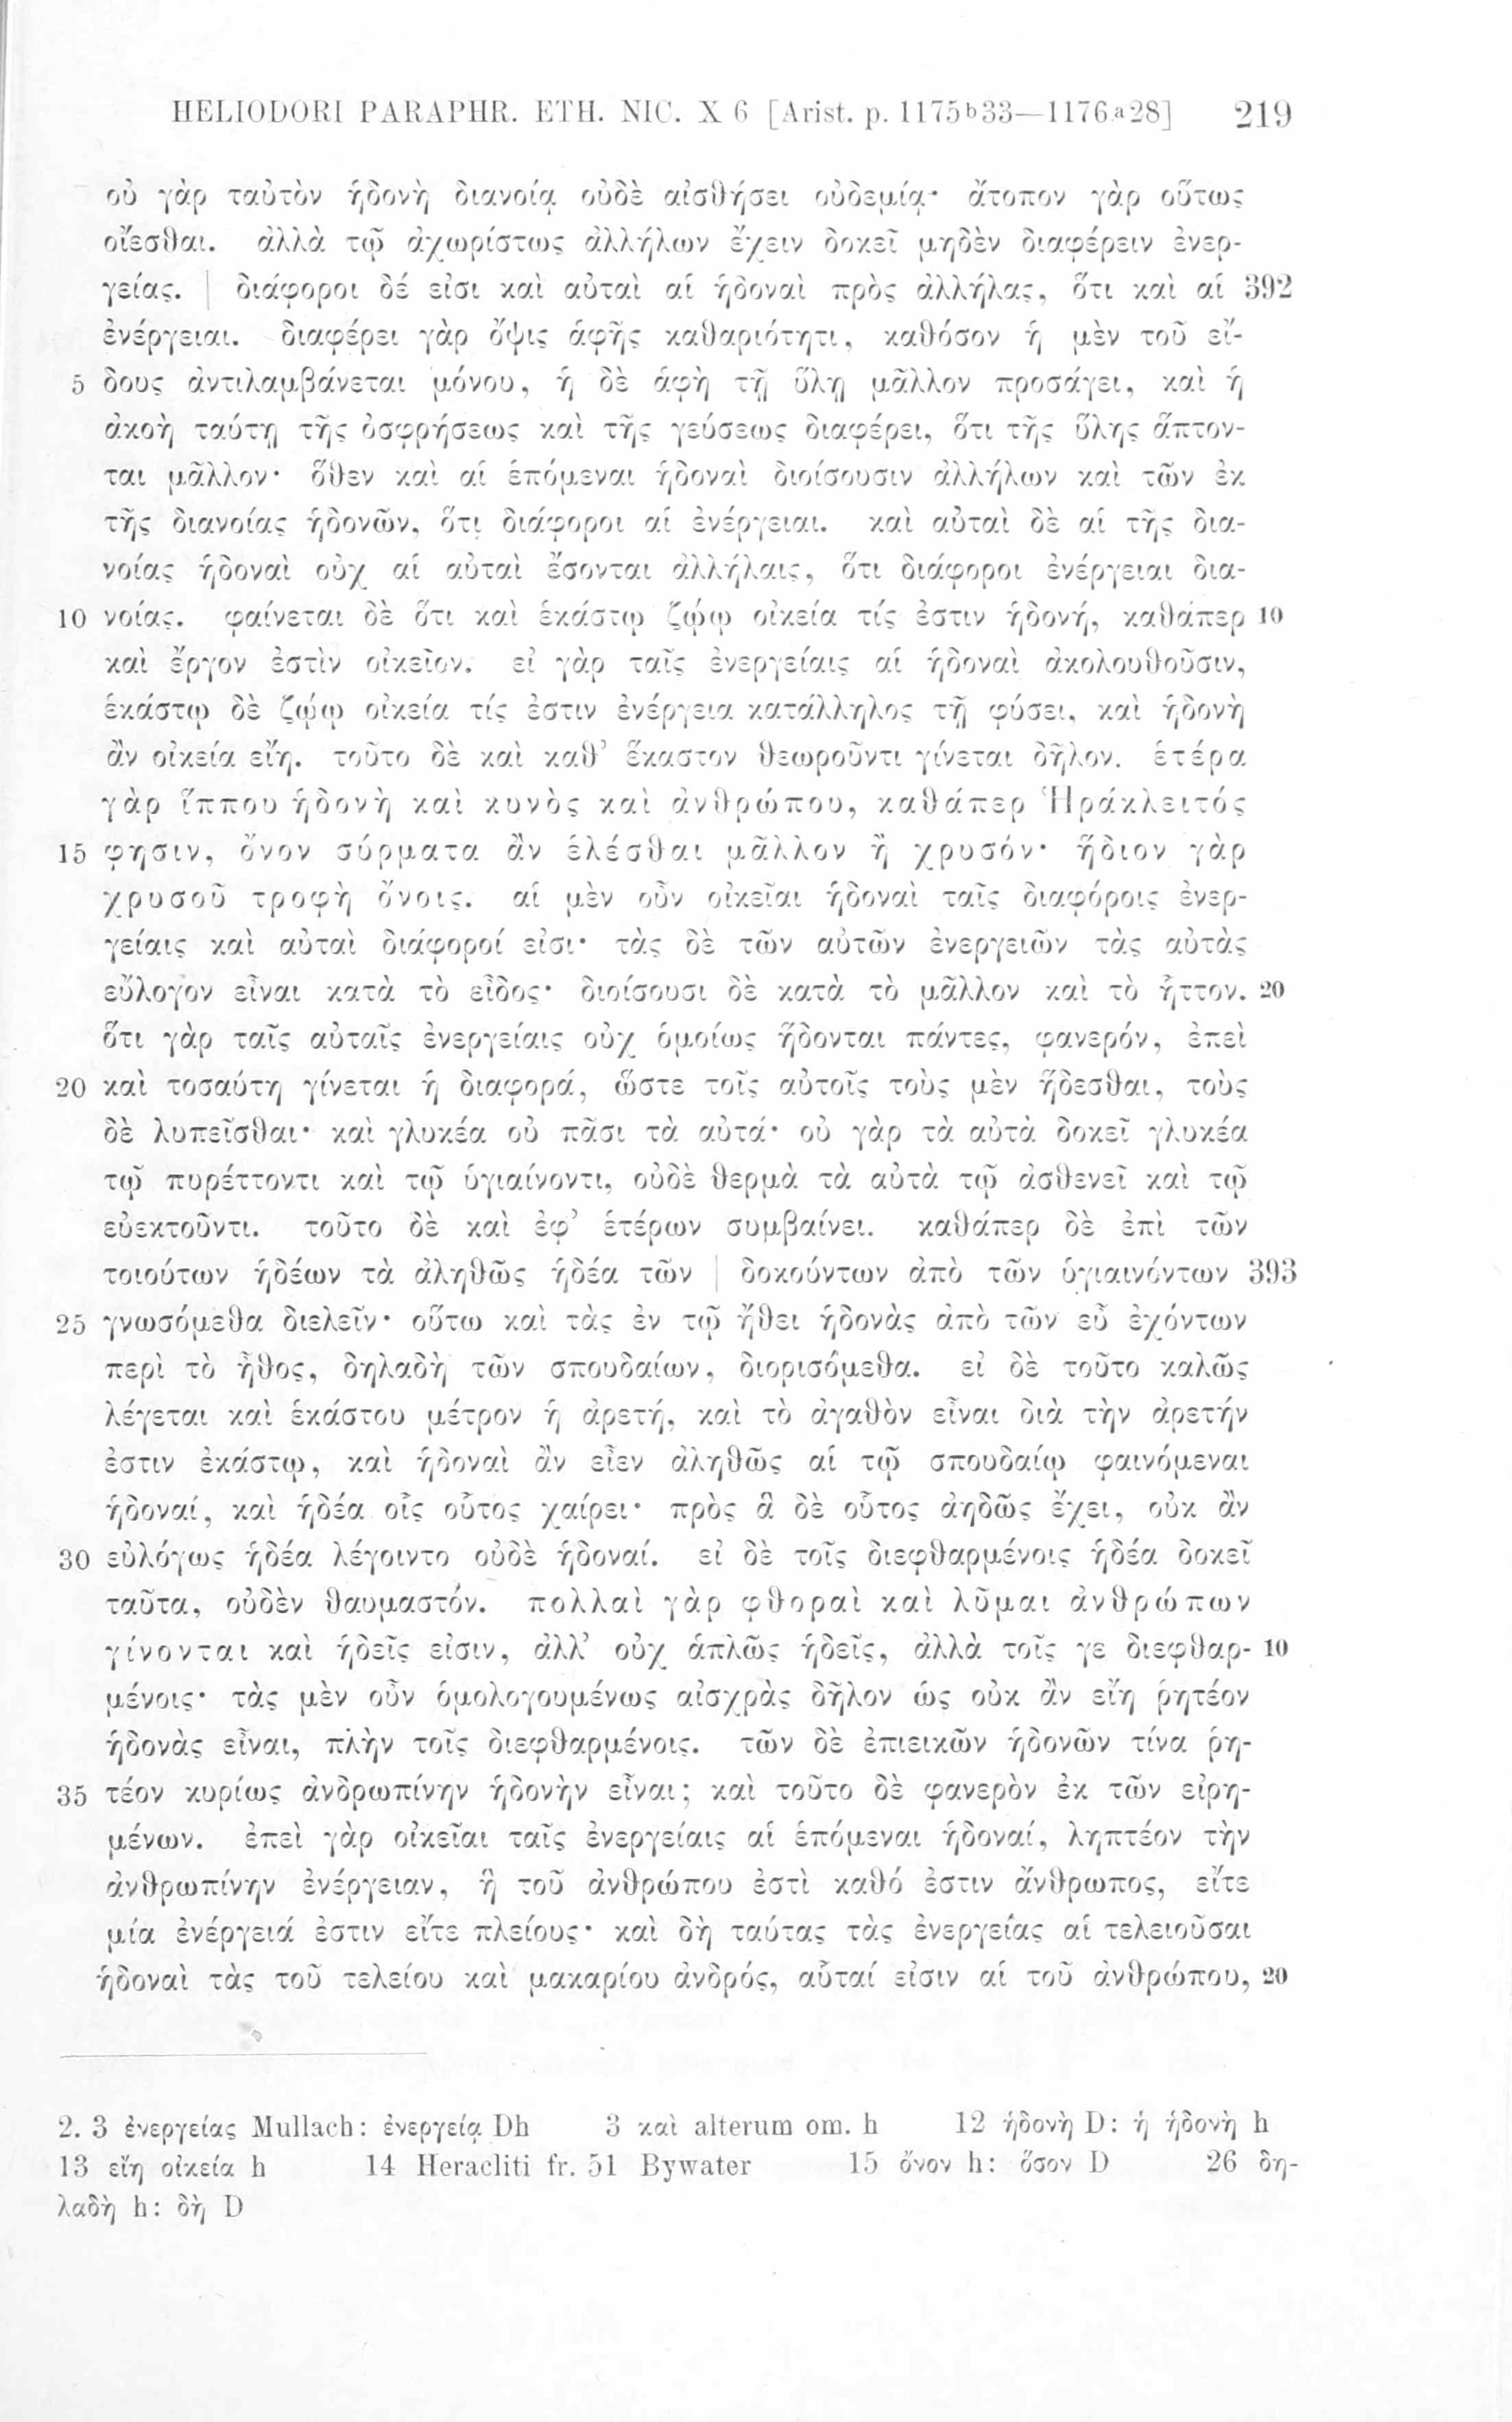 HELIODORI PARAPHR. ETH. NIC. X 6 [Arist. p. 1175b33—1176a28] 219
οὐ γὰρ ταὐτὸν ἡδονὴ διανοίᾳ οὐδὲ αἰσθήσει οὐδεμίᾳ· ἄτοπον γὰρ οὕτως
οἴεσθαι. ἀλλὰ τῷ ἀχωρίστως ἀλλήλων ἔχειν δοκεῖ μηδὲν διαφέρειν ἐνερ-
γείας. | διάφοροι δέ εἰσι καὶ αὐταὶ αἱ ἡδοναὶ πρὸς ἀλλήλας, ὅτι καὶ αἱ 392
ἐνέργειαι. διαφέρει γὰρ ὄψις ἁφῆς καθαριότητι, καθόσον ἡ μὲν τοῦ εἴ-
5 δους ἀντιλαμβάνεται μόνου, ἡ δὲ ἁφὴ τῇ ὕλῃ μᾶλλον προσάγει, καὶ ἡ
ἀκοὴ ταύτῃ τῆς ὀσφρήσεως καὶ τῆς γεύσεως διαφέρει, ὅτι τῆς ὕλης ἅπτον-
ται μᾶλλον· ὅθεν καὶ αἱ ἑπόμεναι ἡδοναὶ διοίσουσιν ἀλλήλων καὶ τῶν ἐκ
τῆς διανοίας ἡδονῶν, ὅτι διάφοροι αἱ ἐνέργειαι. καὶ αὐταὶ δὲ αἱ τῆς δια-
νοίας ἡδοναὶ οὐχ αἱ αὐταὶ ἔσονται ἀλλήλαις, ὅτι διάφοροι ἐνέργειαι δια-
10 νοίας. φαίνεται δὲ ὅτι καὶ ἑκάστῳ ζῴῳ οἰκεία τίς ἐστιν ἡδονή, καθάπερ 10
καὶ ἔργον ἐστὶν οἰκεῖον. εἰ γὰρ ταῖς ἐνεργείαις αἱ ἡδοναὶ ἀκολουθοῦσιν,
ἑκάστῳ δὲ ζῴῳ οἰκεία τίς ἐστιν ἐνέργεια κατάλληλος τῇ φύσει, καὶ ἡδονὴ
ἂν οἰκεία εἴη. τοῦτο δὲ καὶ καθ’ ἕκαστον θεωροῦντι γίνεται δῆλον. ἑτέρα
γὰρ ἵππου ἡδονὴ καὶ κυνὸς καὶ ἀνθρώπου, καθάπερ Ἡράκλειτός
15 φησιν, ὄνον σύρματα ἂν ἑλέσθαι μᾶλλον ἢ χρυσόν· ἥδιον γὰρ
χρυσοῦ τροφὴ ὄνοις. αἱ μὲν οὖν οἰκεῖαι ἡδοναὶ ταῖς διαφόροις ἐνερ-
γείαις καὶ αὐταὶ διάφοροί εἰσι· τὰς δὲ τῶν αὐτῶν ἐνεργειῶν τὰς αὐτὰς
εὔλογον εἶναι κατὰ τὸ εἶδος· διοίσουσι δὲ κατὰ τὸ μᾶλλον καὶ τὸ ἧττον. 20
ὅτι γὰρ ταῖς αὐταῖς ἐνεργείαις οὐχ ὁμοίως ἥδονται πάντες, φανερόν, ἐπεὶ
20 καὶ τοσαύτη γίνεται ἡ διαφορά, ὥστε τοῖς αὐτοῖς τοὺς μὲν ἥδεσθαι, τοὺς
δὲ λυπεῖσθαι· καὶ γλυκέα οὐ πᾶσι τὰ αὐτά· οὐ γὰρ τὰ αὐτὰ δοκεῖ γλυκέα
τῷ πυρέττοντι καὶ τῷ ὑγιαίνοντι, οὐδὲ θερμὰ τὰ αὐτὰ τῷ ἀσθενεῖ καὶ τῷ
εὐεκτοῦντι. τοῦτο δὲ καὶ ἐφ’ ἑτέρων συμβαίνει. καθάπερ δὲ ἐπὶ τῶν
τοιούτων ἡδέων τὰ ἀληθῶς ἡδέα τῶν | δοκούντων ἀπὸ τῶν ὑγιαινόντων 393
25 γνωσόμεθα διελεῖν· οὕτω καὶ τὰς ἐν τῷ ἤθει ἡδονὰς ἀπὸ τῶν εὖ ἐχόντων
περὶ τὸ ἦθος, δηλαδὴ τῶν σπουδαίων, διορισόμεθα. εἰ δὲ τοῦτο καλῶς
λέγεται καὶ ἑκάστου μέτρον ἡ ἀρετή, καὶ τὸ ἀγαθὸν εἶναι διὰ τὴν ἀρετήν
ἐστιν ἑκάστῳ, καὶ ἡδοναὶ ἂν εἶεν ἀληθῶς αἱ τῷ σπουδαίῳ φαινόμεναι
ἡδοναί, καὶ ἡδέα οἷς οὗτος χαίρει· πρὸς ἃ δὲ οὗτος ἀηδῶς ἔχει, οὐκ ἂν
30 εὐλόγως ἡδέα λέγοιντο οὐδὲ ἡδοναί. εἰ δὲ τοῖς διεφθαρμένοις ἡδέα δοκεῖ
ταῦτα, οὐδὲν θαυμαστόν. πολλαὶ γὰρ φθοραὶ καὶ λῦμαι ἀνθρώπων
γίνονται καὶ ἡδεῖς εἰσιν, ἀλλ’ οὐχ ἁπλῶς ἡδεῖς, ἀλλὰ τοῖς γε διεφθαρ- 10
μένοις· τὰς μὲν οὖν ὁμολογουμένως αἰσχρὰς δῆλον ὡς οὐκ ἂν εἴη ῥητέον
ἡδονὰς εἶναι, πλὴν τοῖς διεφθαρμένοις. τῶν δὲ ἐπιεικῶν ἡδονῶν τίνα ῥη-
35 τέον κυρίως ἀνδρωπίνην ἡδονὴν εἶναι; καὶ τοῦτο δὲ φανερὸν ἐκ τῶν εἰρη-
μένων. ἐπεὶ γὰρ οἰκεῖαι ταῖς ἐνεργείαις αἱ ἑπόμεναι ἡδοναί, ληπτέον τὴν
ἀνθρωπίνην ἐνέργειαν, ἣ τοῦ ἀνθρώπου ἐστὶ καθό ἐστιν ἄνθρωπος, εἴτε
μία ἐνέργειά ἐστιν εἴτε πλείους· καὶ δὴ ταύτας τὰς ἐνεργείας αἱ τελειοῦσαι
ἡδοναὶ τὰς τοῦ τελείου καὶ μακαρίου ἀνδρός, αὗταί εἰσιν αἱ τοῦ ἀνθρώπου, 20
2. 3 ἐνεργείας Mullach: ἐνεργείᾳ Dh 3 καὶ alterum om. h 12 ἡδονὴ D: ἡ ἡδονὴ h
13 εἴη οἰκεία h 14 Heracliti fr. 51 Bywater 15 ὄνον h: ὅσον D 26 δη-
λαδὴ h: δὴ D